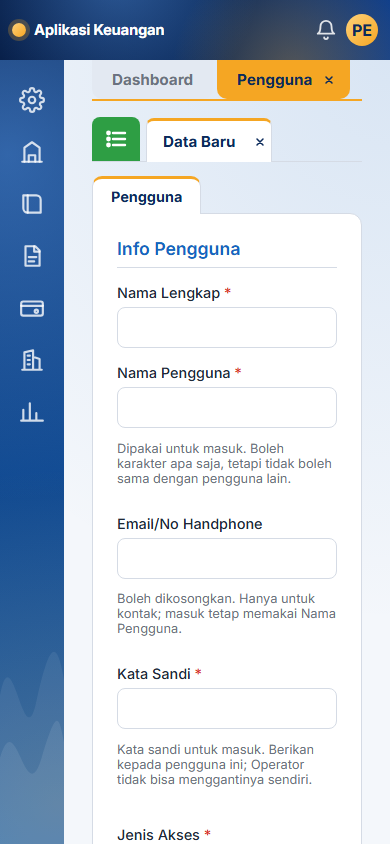 Aplikasi Keuangan
PE
Dashboard
Pengguna ×
Data Baru ×
Pengguna
Info Pengguna
Nama Lengkap *
Nama Pengguna *
Dipakai untuk masuk. Boleh
karakter apa saja, tetapi tidak boleh
sama dengan pengguna lain.
Email/No Handphone
Boleh dikosongkan. Hanya untuk
kontak; masuk tetap memakai Nama
Pengguna.
Kata Sandi *
Kata sandi untuk masuk. Berikan
kepada pengguna ini; Operator
tidak bisa menggantinya sendiri.
Jenis Akses *